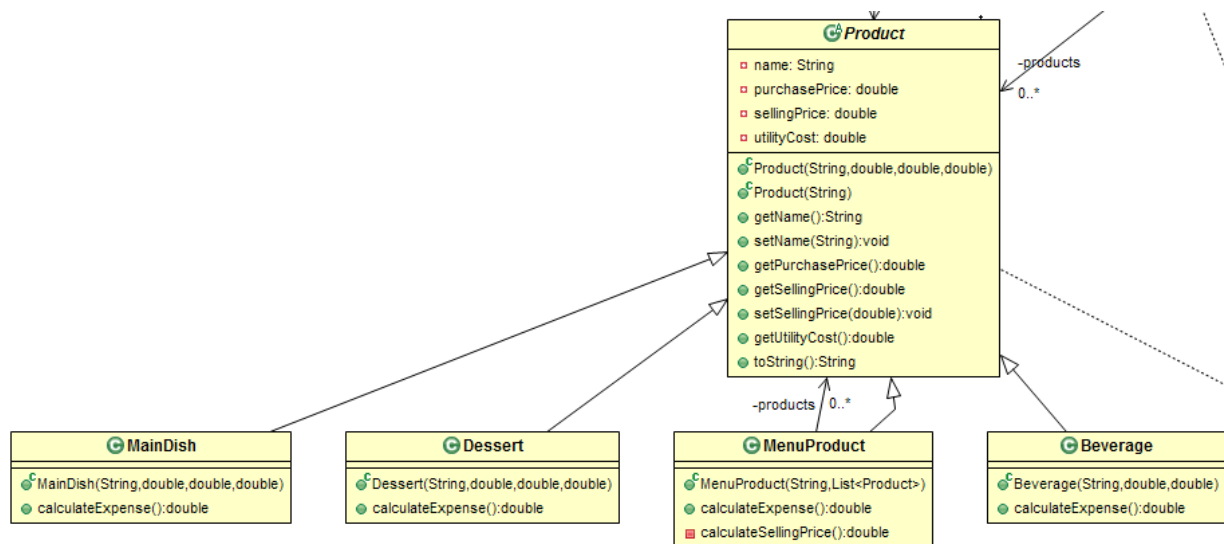 Product
name: String
purchasePrice: double
sellingPrice: double
utilityCost: double
Product(String,double,double,double)
Product(String)
getName():String
setName(String):void
getPurchasePrice():double
getSellingPrice():double
setSellingPrice(double):void
getUtilityCost():double
toString():String
-products
0..*
-products 0..*
MainDish
MainDish(String,double,double,double)
calculateExpense():double
Dessert
Dessert(String,double,double,double)
calculateExpense():double
MenuProduct
MenuProduct(String,List<Product>)
calculateExpense():double
calculateSellingPrice():double
Beverage
Beverage(String,double,double)
calculateExpense():double